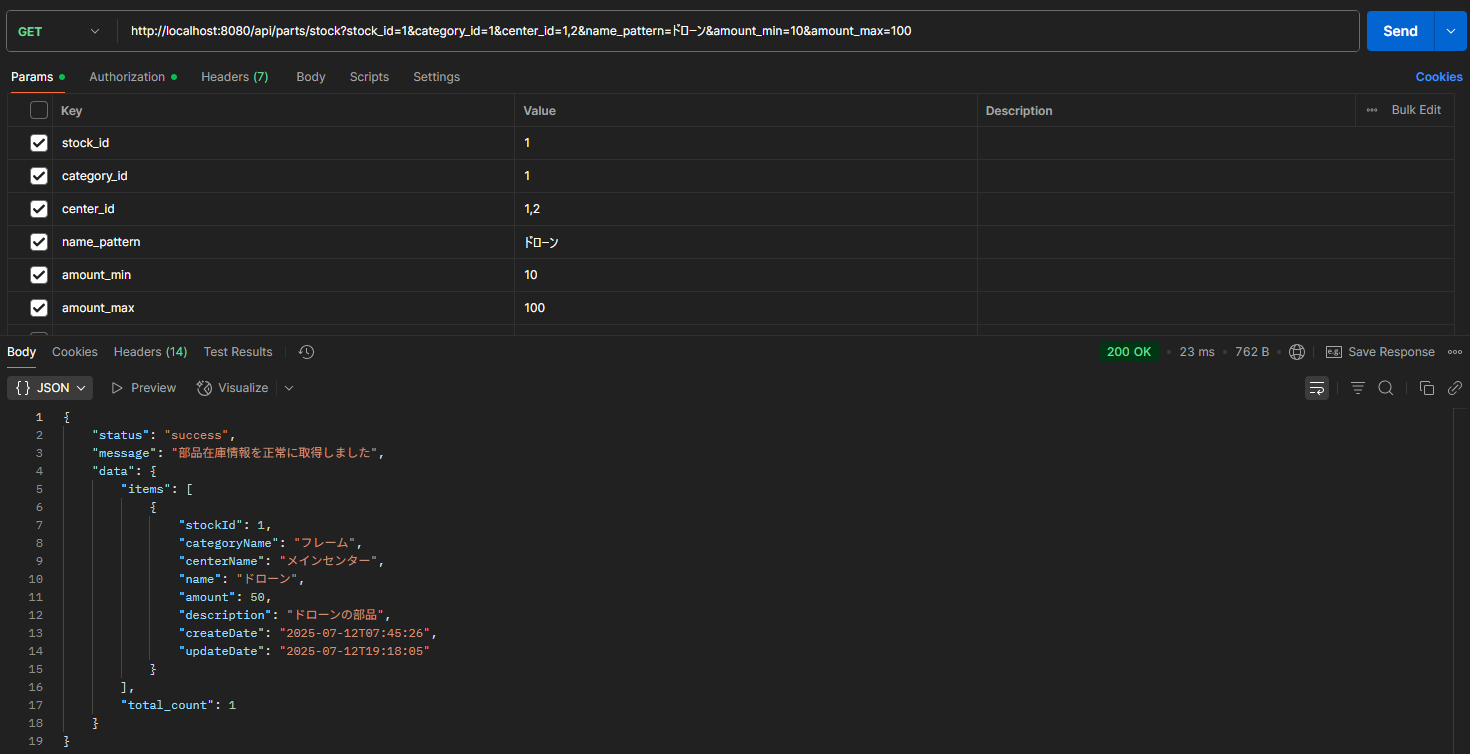 GET http://localhost:8080/api/parts/stock?stock_id=1&category_id=1&center_id=1,2&name_pattern=ドローン&amount_min=10&amount_max=100 Send
Params Authorization Headers (7) Body Scripts Settings Cookies
Key Value Description Bulk Edit
stock_id 1
category_id 1
center_id 1,2
name_pattern ドローン
amount_min 10
amount_max 100
Body Cookies Headers (14) Test Results 200 OK 23 ms 762 B e.g. Save Response
{} JSON Preview Visualize
1 {
2 "status": "success",
3 "message": "部品在庫情報を正常に取得しました",
4 "data": {
5 "items": [
6 {
7 "stockId": 1,
8 "categoryName": "フレーム",
9 "centerName": "メインセンター",
10 "name": "ドローン",
11 "amount": 50,
12 "description": "ドローンの部品",
13 "createDate": "2025-07-12T07:45:26",
14 "updateDate": "2025-07-12T19:18:05"
15 }
16 ],
17 "total_count": 1
18 }
19 }